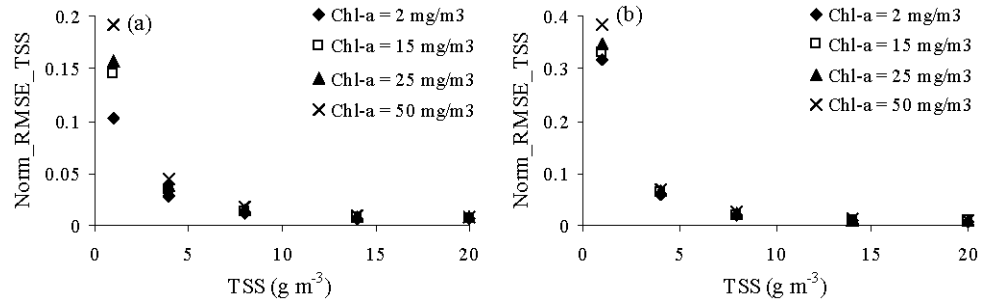 (a)
Norm_RMSE_TSS
0.2
0.15
0.1
0.05
0
0 5 10 15 20
TSS (g m-3)
Chl-a = 2 mg/m3
Chl-a = 15 mg/m3
Chl-a = 25 mg/m3
Chl-a = 50 mg/m3
(b)
Norm_RMSE_TSS
0.4
0.3
0.2
0.1
0
0 5 10 15 20
TSS (g m-3)
Chl-a = 2 mg/m3
Chl-a = 15 mg/m3
Chl-a = 25 mg/m3
Chl-a = 50 mg/m3